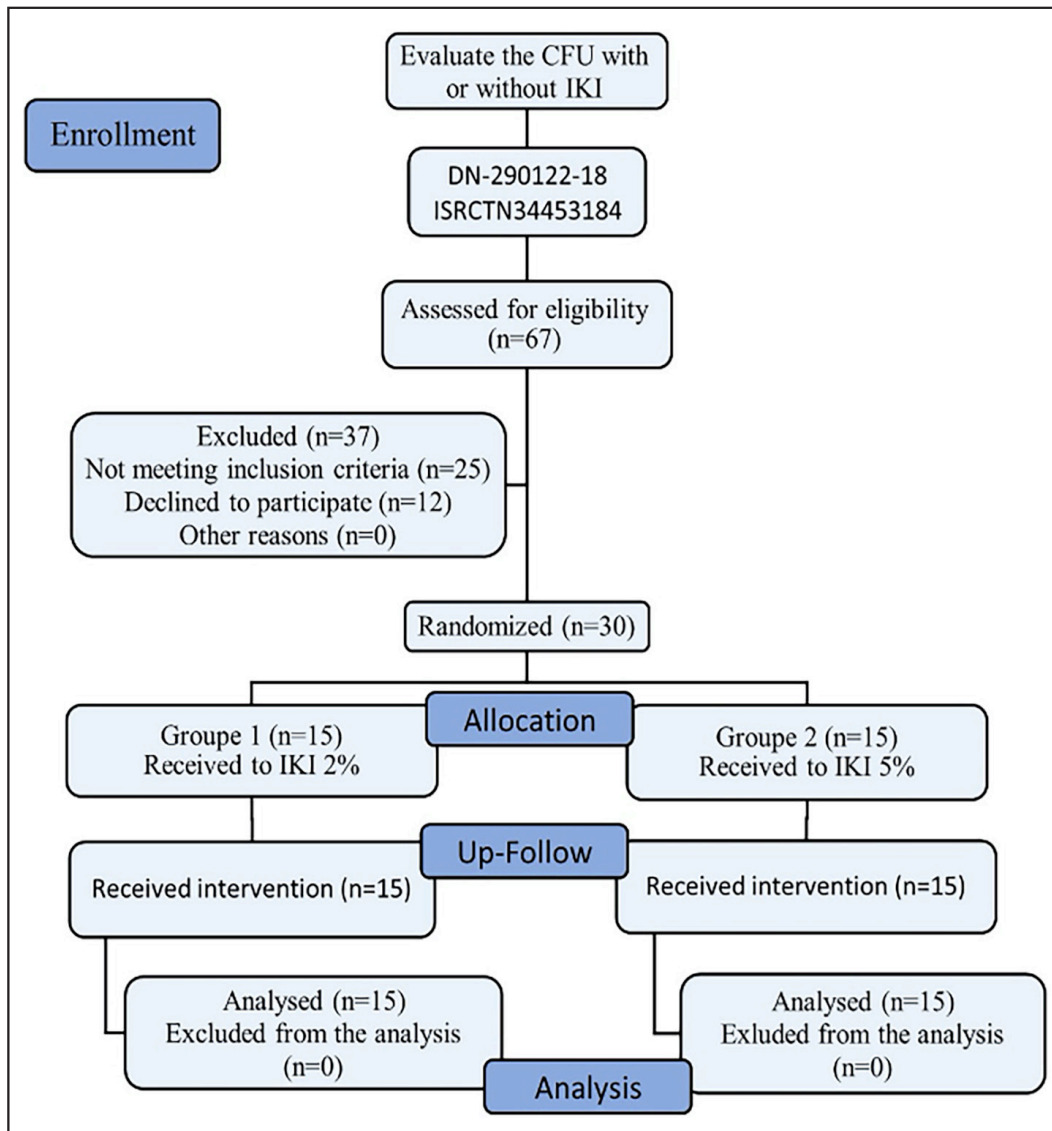 Evaluate the CFU with
or without IKI
Enrollment
DN-290122-18
ISRCTN34453184
Assessed for eligibility
(n=67)
Excluded (n=37)
Not meeting inclusion criteria (n=25)
Declined to participate (n=12)
Other reasons (n=0)
Randomized (n=30)
Allocation
Groupe 1 (n=15)
Received to IKI 2%
Groupe 2 (n=15)
Received to IKI 5%
Up-Follow
Received intervention (n=15)
Received intervention (n=15)
Analysed (n=15)
Excluded from the analysis
(n=0)
Analysed (n=15)
Exluded from the analysis
(n=0)
Analysis